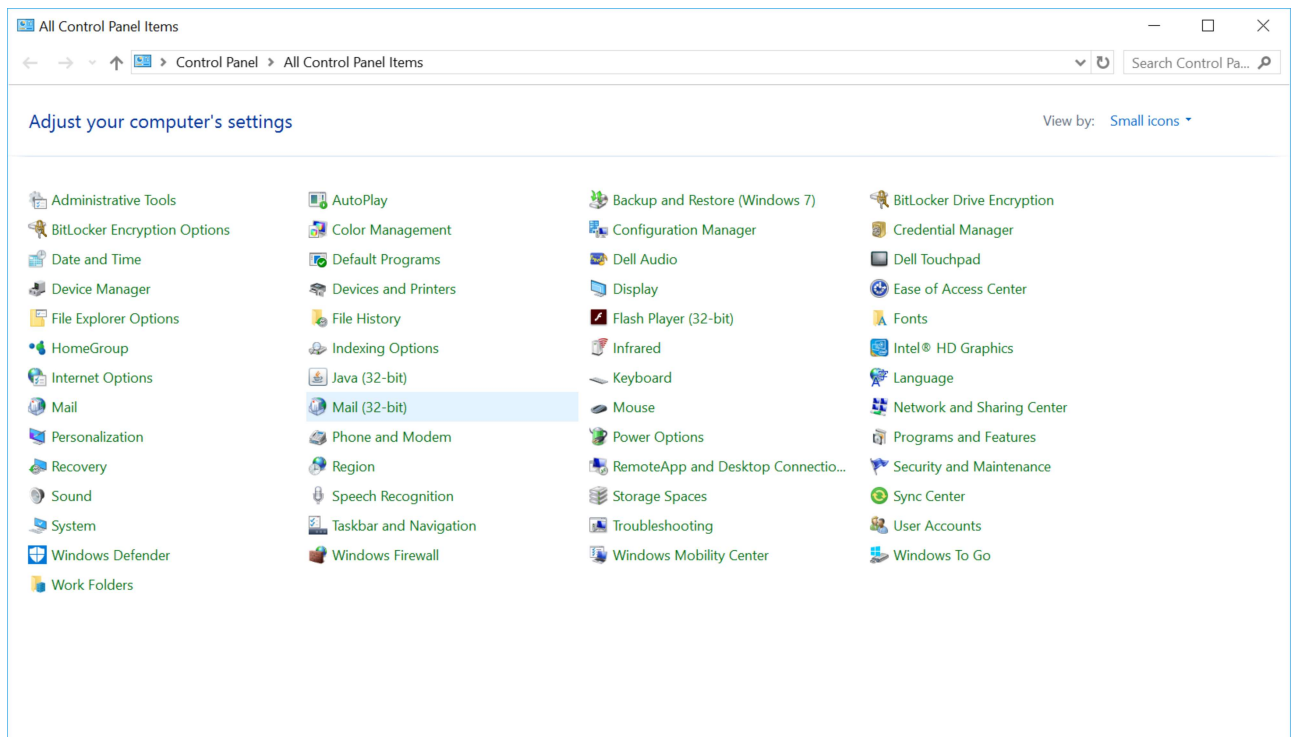 All Control Panel Items
Control Panel > All Control Panel Items
Search Control Pa...
Adjust your computer's settings
View by: Small icons
Administrative Tools
AutoPlay
Backup and Restore (Windows 7)
BitLocker Drive Encryption
BitLocker Encryption Options
Color Management
Configuration Manager
Credential Manager
Date and Time
Default Programs
Dell Audio
Dell Touchpad
Device Manager
Devices and Printers
Display
Ease of Access Center
File Explorer Options
File History
Flash Player (32-bit)
Fonts
HomeGroup
Indexing Options
Infrared
Intel® HD Graphics
Internet Options
Java (32-bit)
Keyboard
Language
Mail
Mail (32-bit)
Mouse
Network and Sharing Center
Personalization
Phone and Modem
Power Options
Programs and Features
Recovery
Region
RemoteApp and Desktop Connectio...
Security and Maintenance
Sound
Speech Recognition
Storage Spaces
Sync Center
System
Taskbar and Navigation
Troubleshooting
User Accounts
Windows Defender
Windows Firewall
Windows Mobility Center
Windows To Go
Work Folders